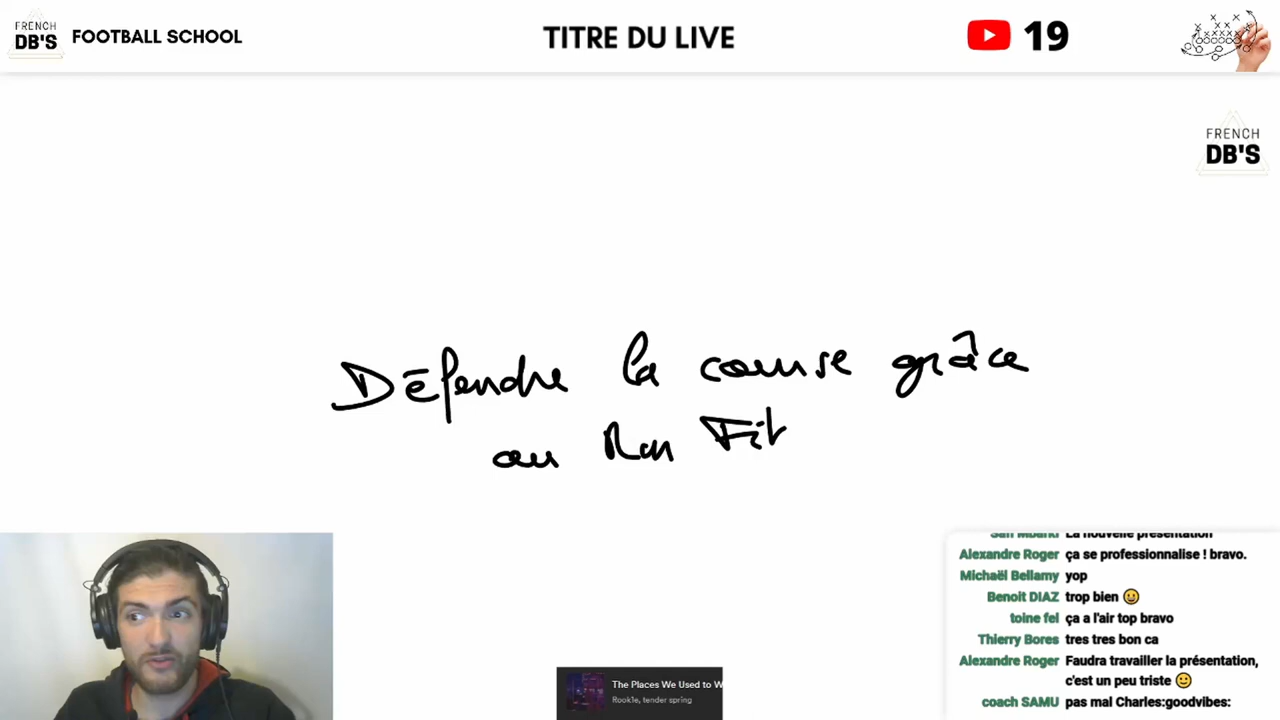 FRENCH
DB'S
FOOTBALL SCHOOL
TITRE DU LIVE
19
FRENCH
DB'S
Défendre la course grâce
au Run Fit
La nouvelle présentation
Alexandre Roger ça se professionnalise ! bravo.
Michaël Bellamy yop
Benoit DIAZ trop bien 🙂
toine fel ça a l'air top bravo
Thierry Bores tres tres bon ca
Alexandre Roger Faudra travailler la présentation,
c'est un peu triste 🙂
coach SAMU pas mal Charles:goodvibes:
The Places We Used to W
Rook1e, tender spring